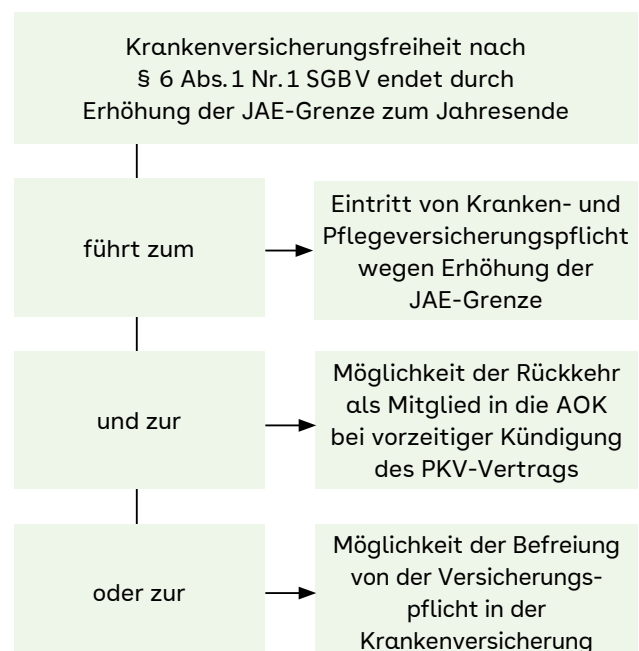 Krankenversicherungsfreiheit nach
§ 6 Abs. 1 Nr. 1 SGB V endet durch
Erhöhung der JAE-Grenze zum Jahresende
führt zum
Eintritt von Kranken- und
Pflegeversicherungspflicht
wegen Erhöhung der
JAE-Grenze
und zur
Möglichkeit der Rückkehr
als Mitglied in die AOK
bei vorzeitiger Kündigung
des PKV-Vertrags
oder zur
Möglichkeit der Befreiung
von der Versicherungs-
pflicht in der
Krankenversicherung